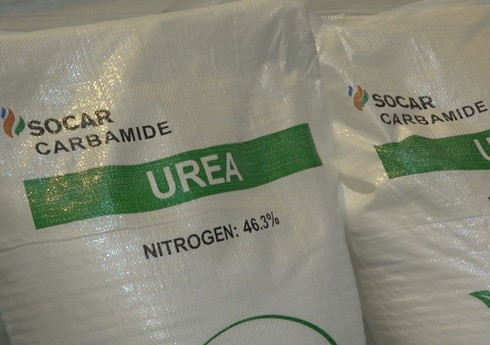 SOCAR
CARBAMIDE
UREA
NITROGEN: 46.3%
SOCAR
CARBAMIDE
U